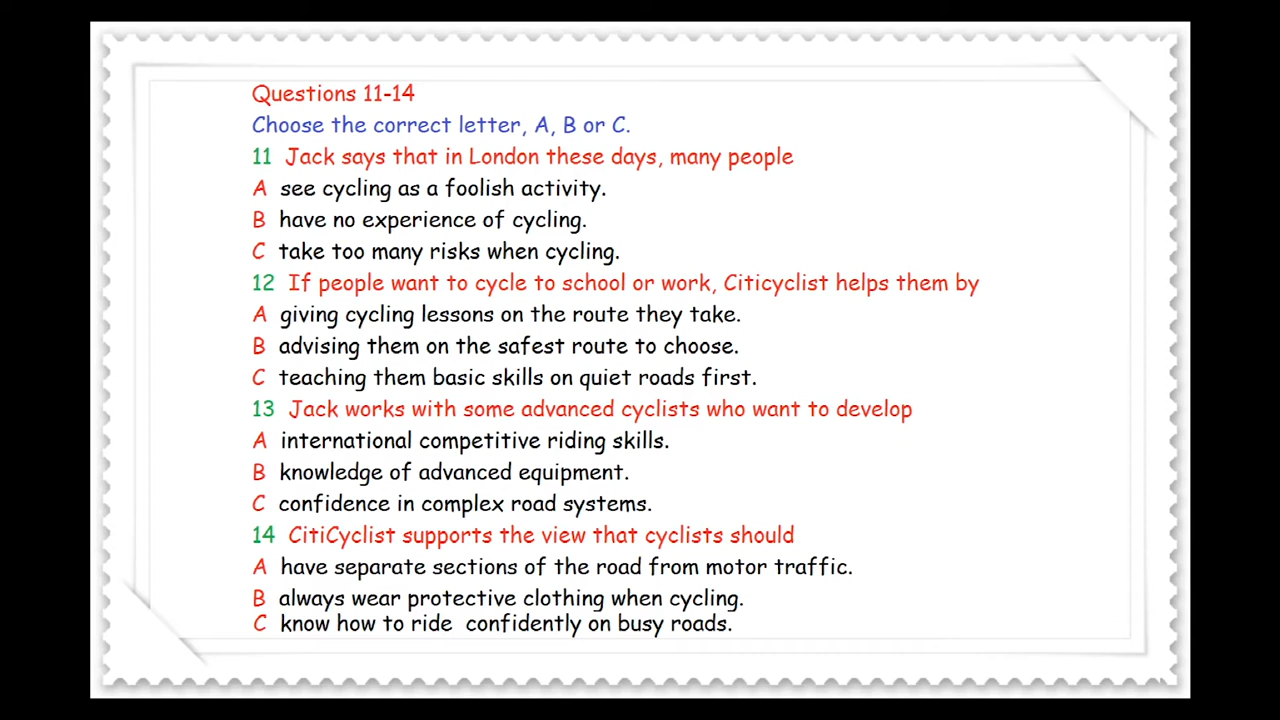 Questions 11-14
Choose the correct letter, A, B or C.
11 Jack says that in London these days, many people
A see cycling as a foolish activity.
B have no experience of cycling.
C take too many risks when cycling.
12 If people want to cycle to school or work, Citicyclist helps them by
A giving cycling lessons on the route they take.
B advising them on the safest route to choose.
C teaching them basic skills on quiet roads first.
13 Jack works with some advanced cyclists who want to develop
A international competitive riding skills.
B knowledge of advanced equipment.
C confidence in complex road systems.
14 CitiCyclist supports the view that cyclists should
A have separate sections of the road from motor traffic.
B always wear protective clothing when cycling.
C know how to ride confidently on busy roads.